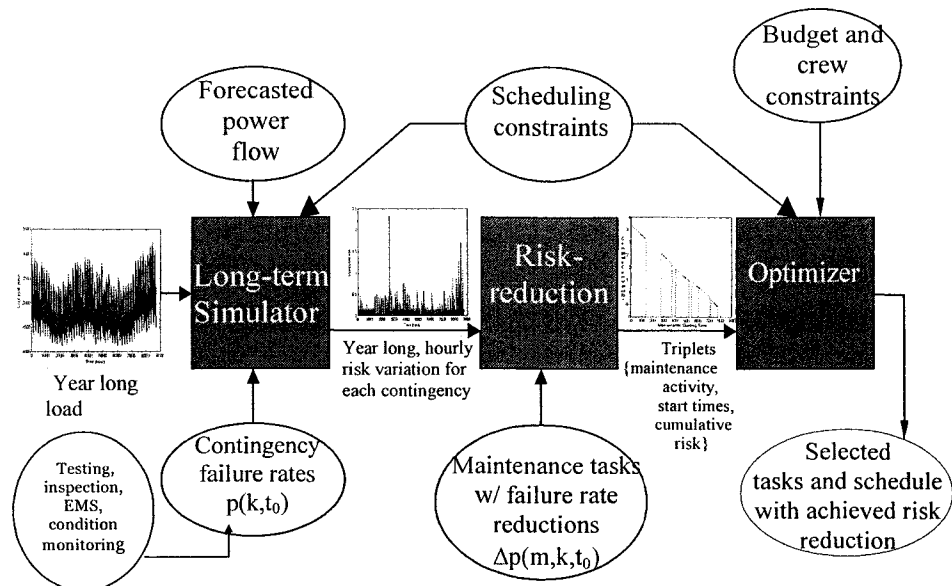 Budget and
crew
constraints
Forecasted
power
flow
Scheduling
constraints
Long-term
Simulator
Risk-
reduction
Optimizer
Year long
load
Year long, hourly
risk variation for
each contingency
Triplets
{maintenance
activity,
start times,
cumulative
risk}
Testing,
inspection,
EMS,
condition
monitoring
Contingency
failure rates
p(k,t₀)
Maintenance tasks
w/ failure rate
reductions
Δp(m,k,t₀)
Selected
tasks and schedule
with achieved risk
reduction